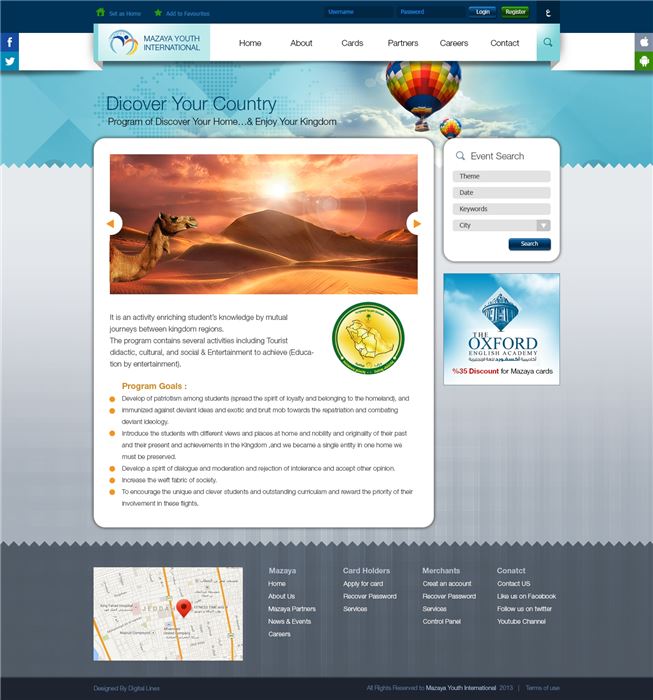 Set as Home
Add to Favourites
Username
Password
Login
Register
ع
MAZAYA YOUTH
INTERNATIONAL
Home
About
Cards
Partners
Careers
Contact
Dicover Your Country
Program of Discover Your Home...& Enjoy Your Kingdom
Event Search
Theme
Date
Keywords
City
Search
It is an activity enriching student's knowledge by mutual
journeys between kingdom regions.
The program contains several activities including Tourist
didactic, cultural, and social & Entertainment to achieve (Educa-
tion by entertainment).
THE
OXFORD
ENGLISH ACADEMY
أكاديمية أكسفورد للغة الإنجليزية
%35 Discount for Mazaya cards
Program Goals :
Develop of patriotism among students (spread the spirit of loyalty and belonging to the homeland), and
immunized against deviant ideas and exotic and bruit mob towards the repatriation and combating
deviant ideology.
Introduce the students with different views and places at home and nobility and originality of their past
and their present and achievements in the Kingdom ,and we became a single entity in one home we
must be preserved.
Develop a spirit of dialogue and moderation and rejection of intolerance and accept other opinion.
Increase the weft fabric of society.
To encourage the unique and clever students and outstanding curriculum and reward the priority of their
involvement in these flights.
JEDDAH
Mazaya
Home
About Us
Mazaya Partners
News & Events
Careers
Card Holders
Apply for card
Recover Password
Services
Merchants
Creat an account
Recover Password
Services
Control Panel
Conatct
Contact US
Like us on Facebook
Follow us on twitter
Youtube Channel
Designed By Digital Lines
All Rights Reserved to Mazaya Youth International 2013 | Terms of use